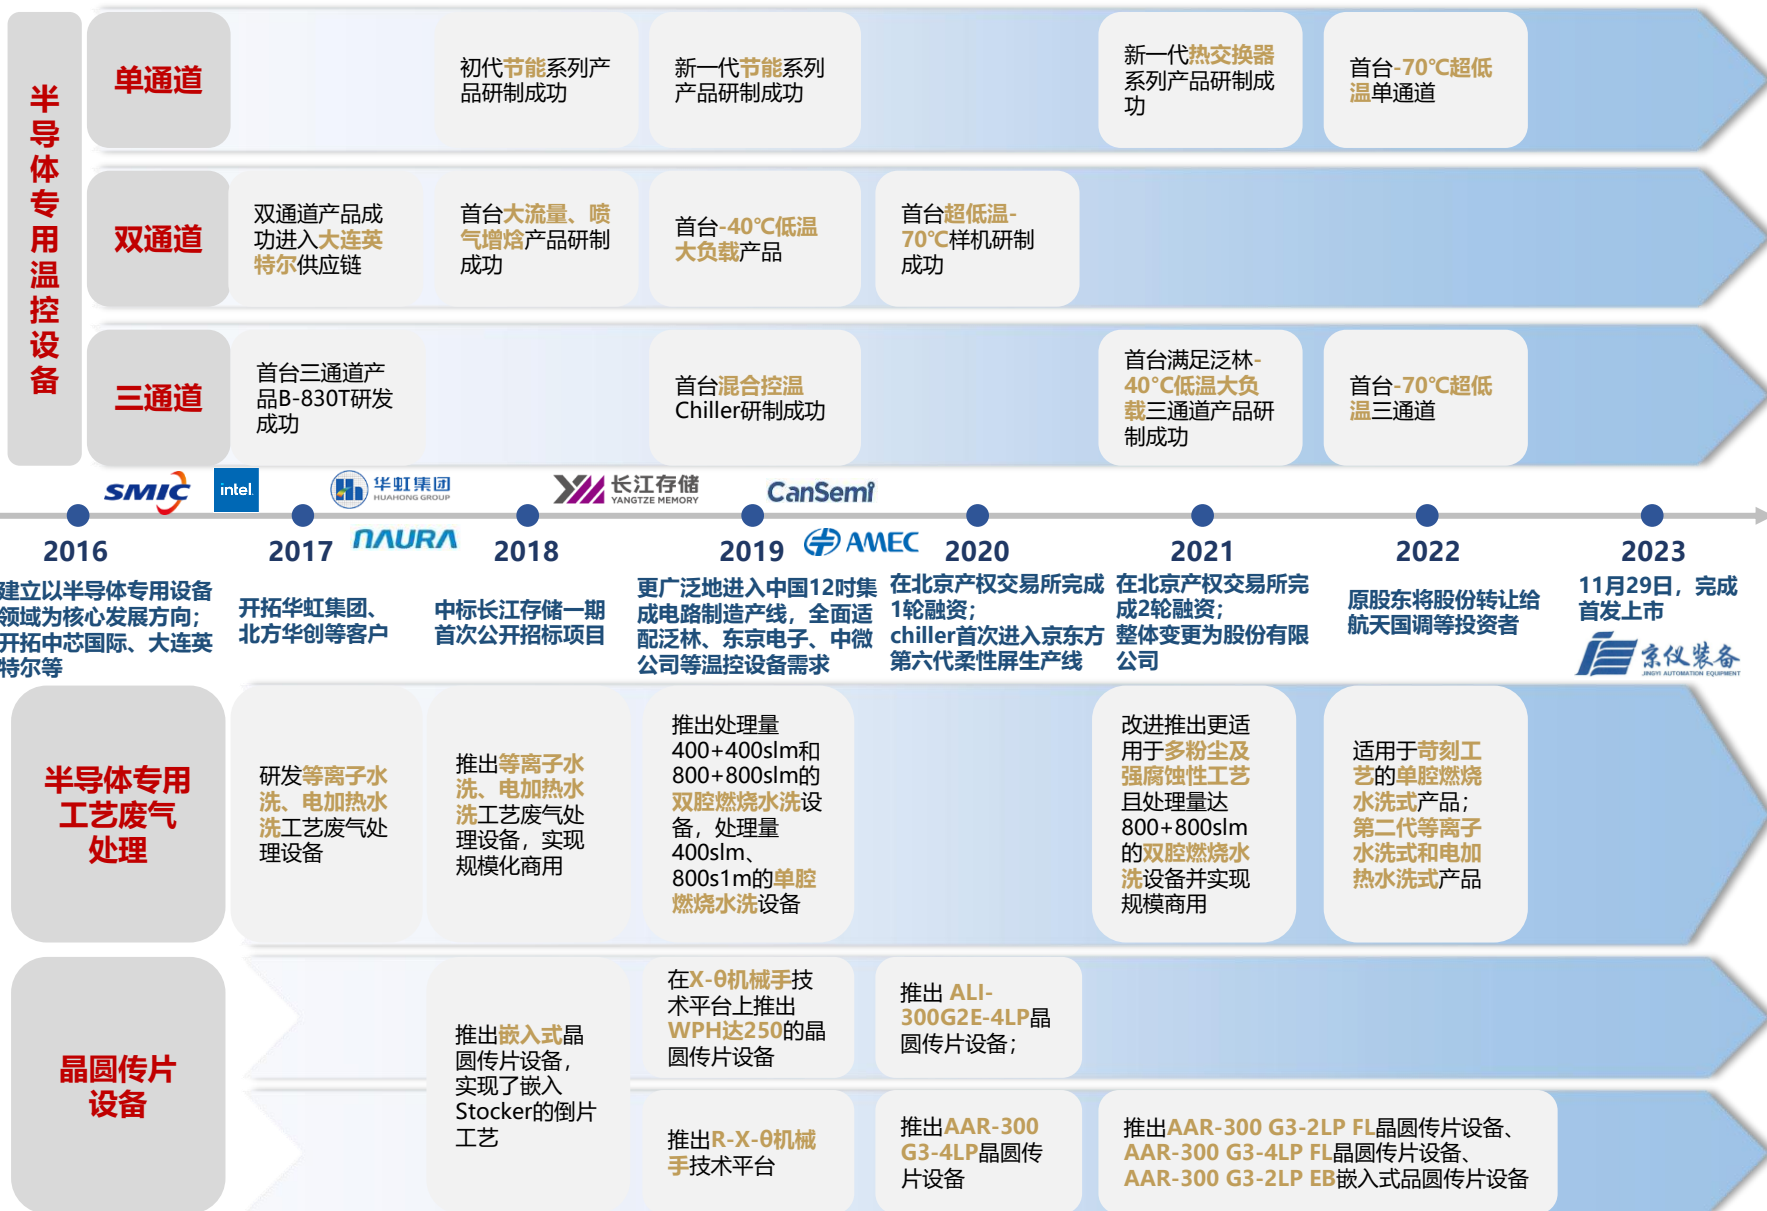 半
导
体
专
用
温
控
设
备
单通道
初代节能系列产
品研制成功
新一代节能系列
产品研制成功
新一代热交换器
系列产品研制成
功
首台-70℃超低
温单通道
双通道
双通道产品成
功进入大连英
特尔供应链
首台大流量、喷
气增焓产品研制
成功
首台-40℃低温
大负载产品
首台超低温-
70℃样机研制
成功
三通道
首台三通道产
品B-830T研发
成功
首台混合控温
Chiller研制成功
首台满足泛林-
40°C低温大负
载三通道产品研
制成功
首台-70℃超低
温三通道
SMIC
intel.
华虹集团
HUAHONG GROUP
长江存储
YANGTZE MEMORY
CanSemi
NAURA
AMEC
2016
2017
2018
2019
2020
2021
2022
2023
建立以半导体专用设备
领域为核心发展方向；
开拓中芯国际、大连英
特尔等
开拓华虹集团、
北方华创等客户
中标长江存储一期
首次公开招标项目
更广泛地进入中国12吋集
成电路制造产线，全面适
配泛林、东京电子、中微
公司等温控设备需求
在北京产权交易所完成
1轮融资；
chiller首次进入京东方
第六代柔性屏生产线
在北京产权交易所完
成2轮融资；
整体变更为股份有限
公司
原股东将股份转让给
航天国调等投资者
11月29日，完成
首发上市
京仪装备
JINGYI AUTOMATION EQUIPMENT
半导体专用
工艺废气
处理
研发等离子水
洗、电加热水
洗工艺废气处
理设备
推出等离子水
洗、电加热水
洗工艺废气处
理设备，实现
规模化商用
推出处理量
400+400slm和
800+800slm的
双腔燃烧水洗设
备，处理量
400slm、
800s1m的单腔
燃烧水洗设备
改进推出更适
用于多粉尘及
强腐蚀性工艺
且处理量达
800+800slm
的双腔燃烧水
洗设备并实现
规模商用
适用于苛刻工
艺的单腔燃烧
水洗式产品；
第二代等离子
水洗式和电加
热水洗式产品
晶圆传片
设备
推出嵌入式晶
圆传片设备，
实现了嵌入
Stocker的倒片
工艺
在X-θ机械手技
术平台上推出
WPH达250的晶
圆传片设备
推出 ALI-
300G2E-4LP晶
圆传片设备；
推出R-X-θ机械
手技术平台
推出AAR-300
G3-4LP晶圆传
片设备
推出AAR-300 G3-2LP FL晶圆传片设备、
AAR-300 G3-4LP FL晶圆传片设备、
AAR-300 G3-2LP EB嵌入式晶圆传片设备